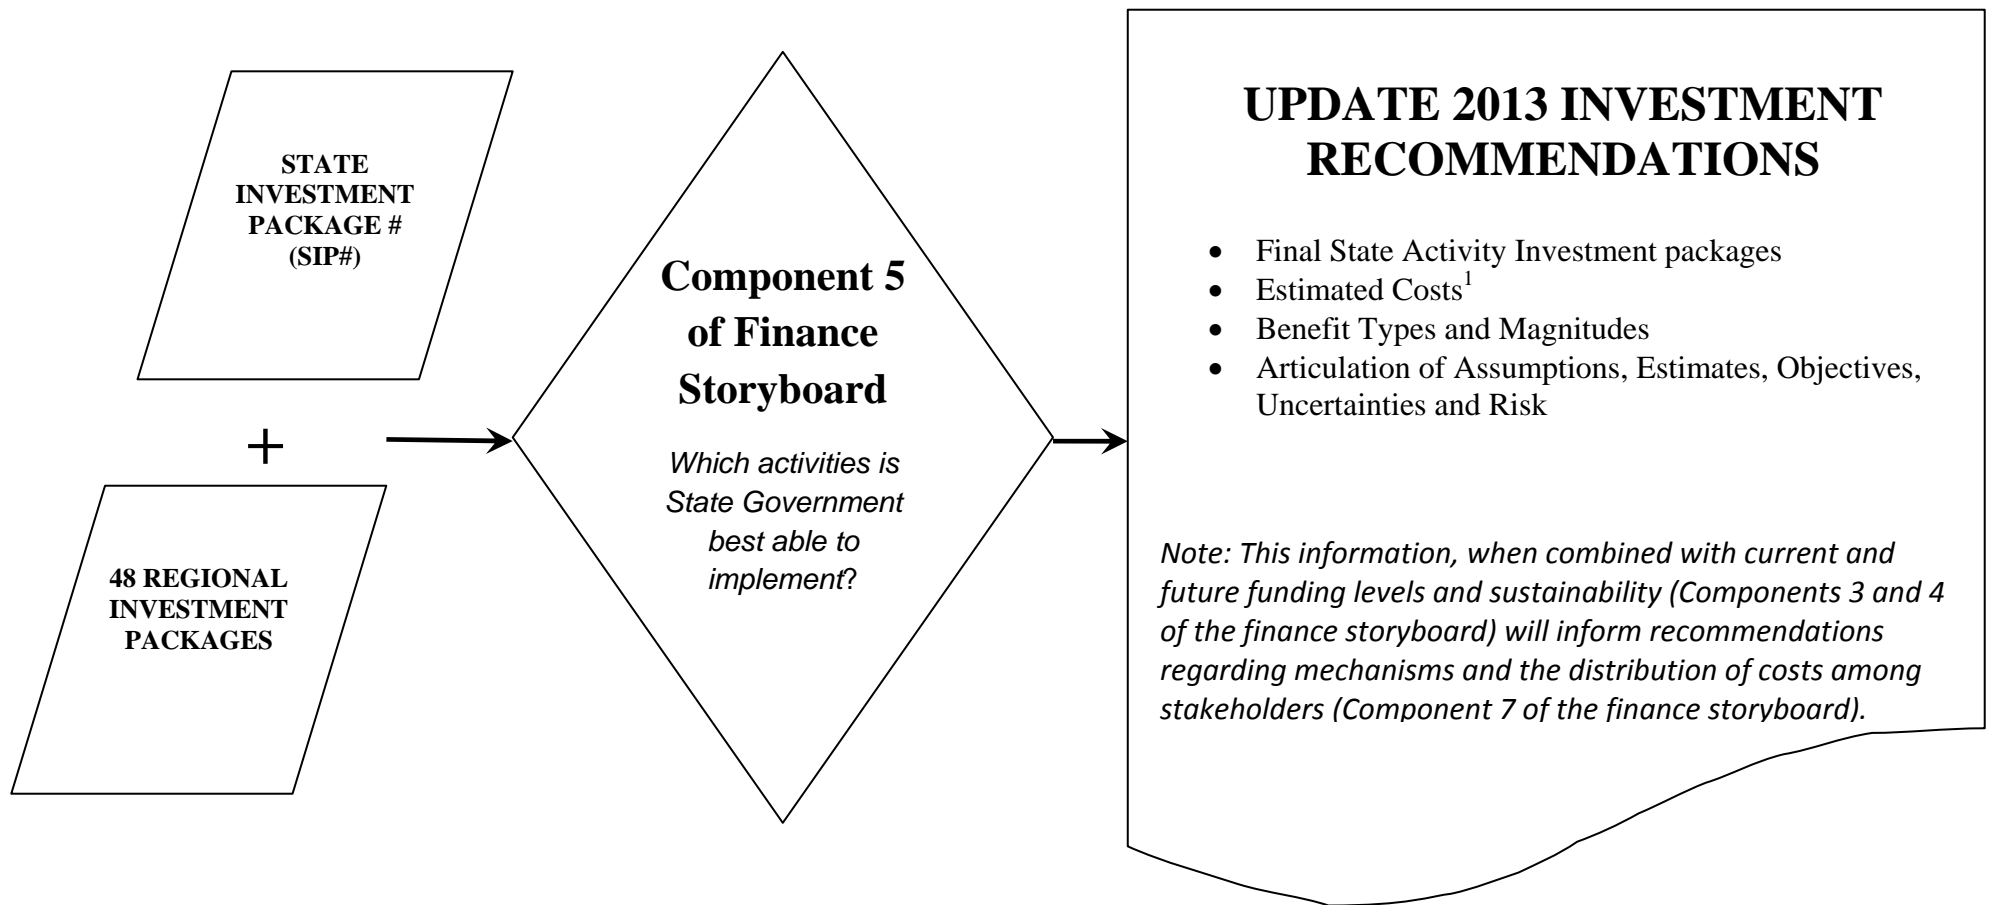 STATE
INVESTMENT
PACKAGE #
(SIP#)
+
48 REGIONAL
INVESTMENT
PACKAGES
Component 5
of Finance
Storyboard
Which activities is
State Government
best able to
implement?
UPDATE 2013 INVESTMENT
RECOMMENDATIONS
• Final State Activity Investment packages
• Estimated Costs¹
• Benefit Types and Magnitudes
• Articulation of Assumptions, Estimates, Objectives,
Uncertainties and Risk
Note: This information, when combined with current and
future funding levels and sustainability (Components 3 and 4
of the finance storyboard) will inform recommendations
regarding mechanisms and the distribution of costs among
stakeholders (Component 7 of the finance storyboard).